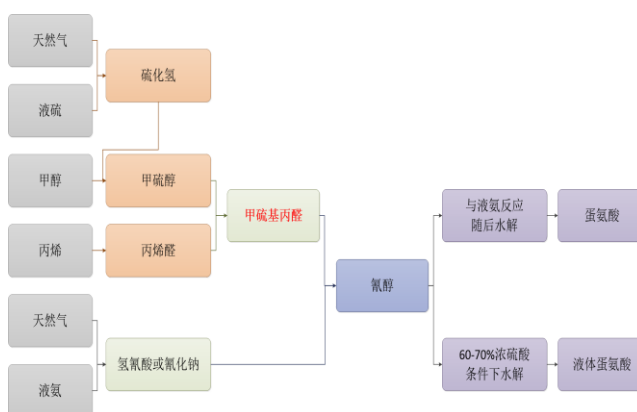 天然气
液硫
硫化氢
甲醇
甲硫醇
丙烯
丙烯醛
甲硫基丙醛
天然气
液氨
氢氰酸或氰化钠
氰醇
与液氨反应
随后水解
蛋氨酸
60-70%浓硫酸
条件下水解
液体蛋氨酸